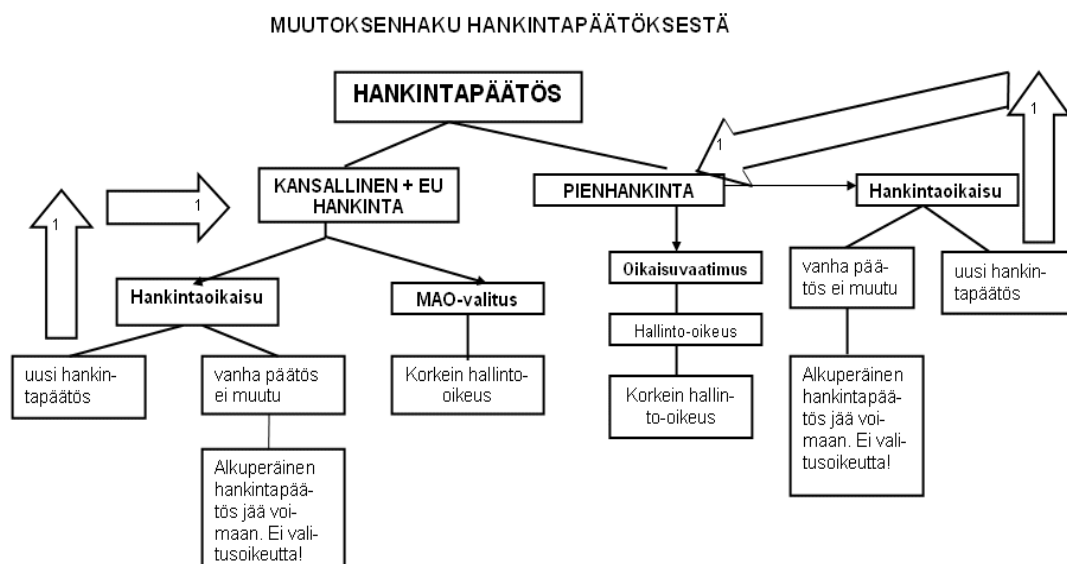 MUUTOKSENHAKU HANKINTAPÄÄTÖKSESTÄ
HANKINTAPÄÄTÖS
1
1
KANSALLINEN + EU
HANKINTA
PIENHANKINTA
Hankintaoikaisu
1
1
Hankintaoikaisu
MAO-valitus
Oikaisuvaatimus
vanha pää-
tös ei muutu
uusi hankin-
tapäätös
Hallinto-oikeus
uusi hankin-
tapäätös
vanha päätös
ei muutu
Korkein hallinto-
oikeus
Korkein hallin-
to-oikeus
Alkuperäinen
hankintapää-
tös jää voi-
maan. Ei vali-
tusoikeutta!
Alkuperäinen
hankintapää-
tös jää voi-
maan. Ei vali-
tusoikeutta!